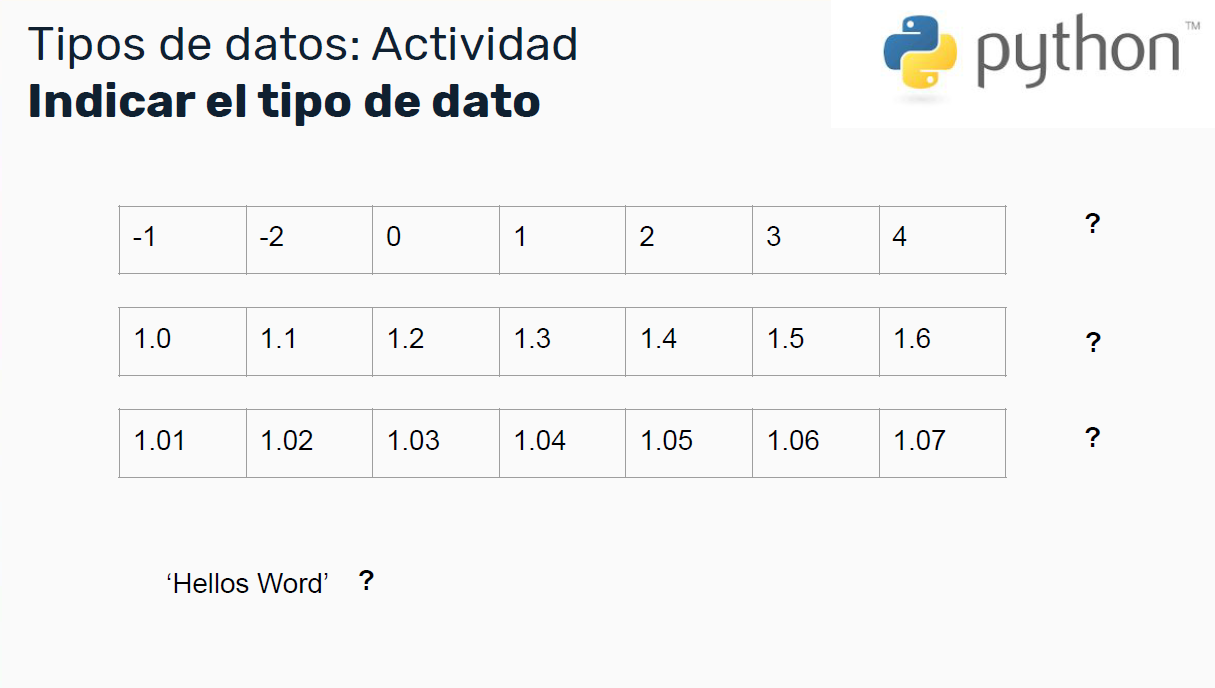 Tipos de datos: Actividad
Indicar el tipo de dato
python™
-1 -2 0 1 2 3 4 ?
1.0 1.1 1.2 1.3 1.4 1.5 1.6 ?
1.01 1.02 1.03 1.04 1.05 1.06 1.07 ?
‘Hellos Word’ ?